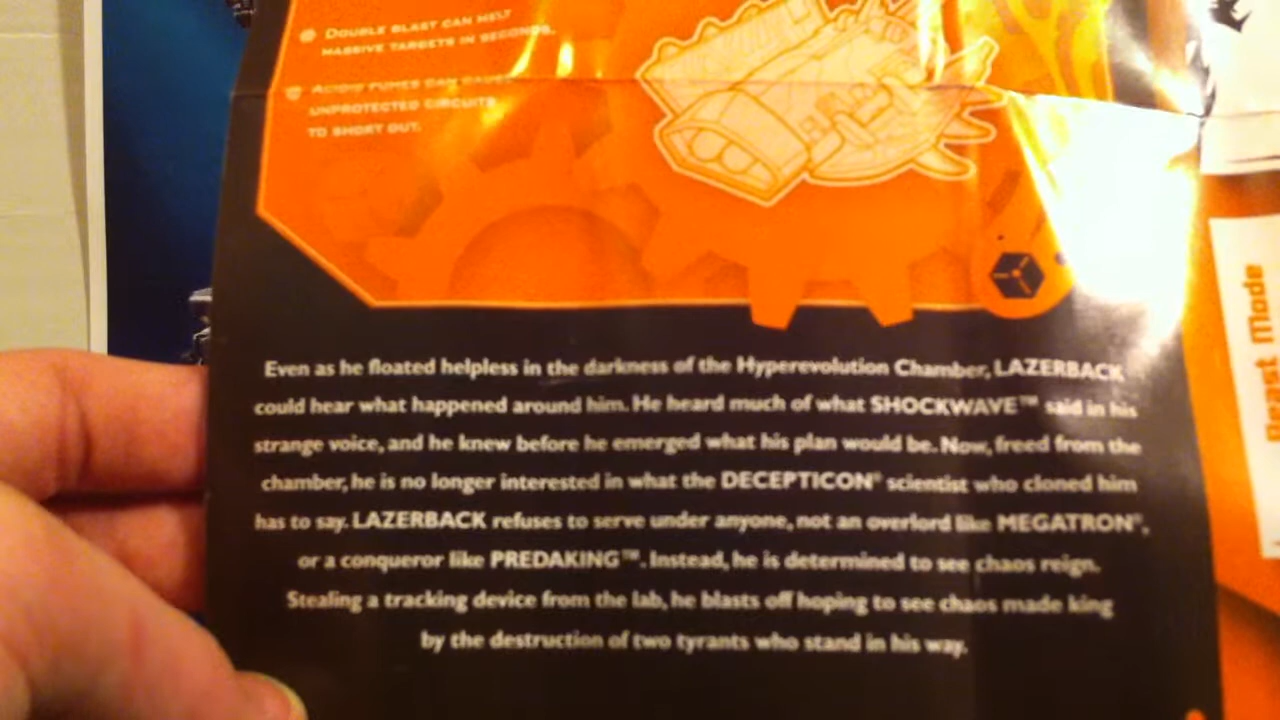 DOUBLE BLAST CAN MELT
MASSIVE TARGETS IN SECONDS.
ACIDIC FUMES CAN CAUSE
UNPROTECTED CIRCUITS
TO SHORT OUT.
Even as he floated helpless in the darkness of the Hyperevolution Chamber, LAZERBACK
could hear what happened around him. He heard much of what SHOCKWAVE™ said in his
strange voice, and he knew before he emerged what his plan would be. Now, freed from the
chamber, he is no longer interested in what the DECEPTICON® scientist who cloned him
has to say. LAZERBACK refuses to serve under anyone, not an overlord like MEGATRON®,
or a conqueror like PREDAKING™. Instead, he is determined to see chaos reign.
Stealing a tracking device from the lab, he blasts off hoping to see chaos made king
by the destruction of two tyrants who stand in his way.
Beast Mode